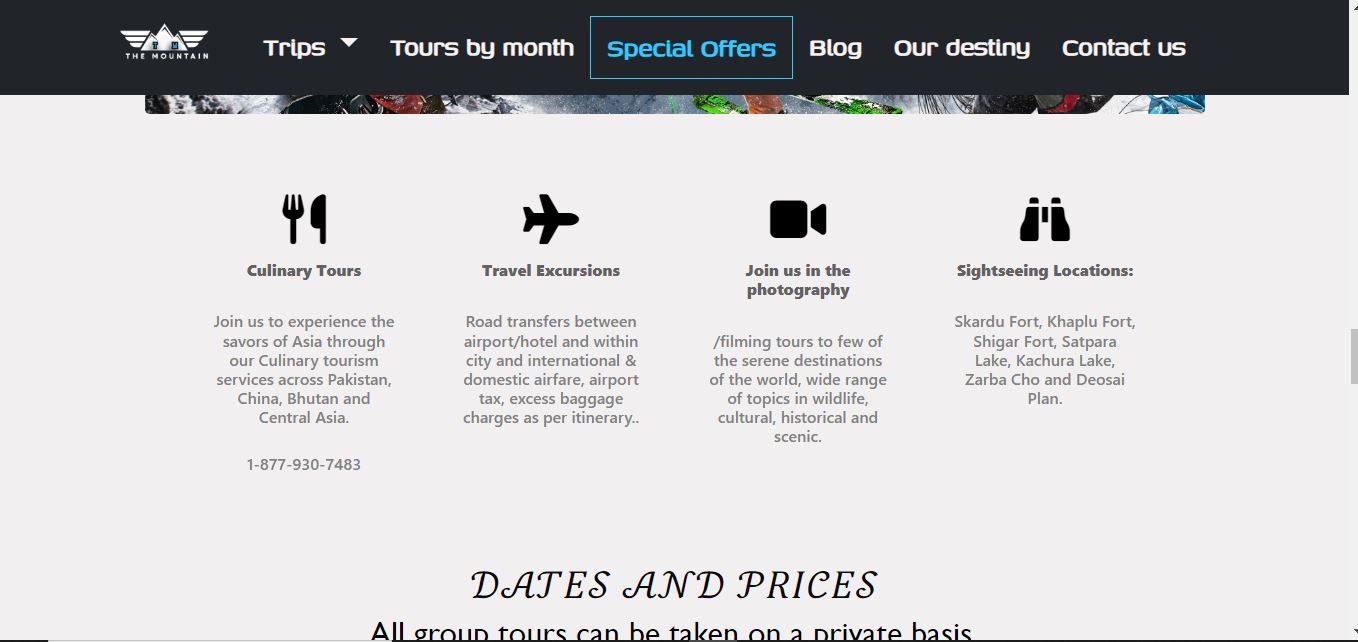 T M
THE MOUNTAIN
Trips
Tours by month
Special Offers
Blog
Our destiny
Contact us
Culinary Tours
Join us to experience the
savors of Asia through
our Culinary tourism
services across Pakistan,
China, Bhutan and
Central Asia.
1-877-930-7483
Travel Excursions
Road transfers between
airport/hotel and within
city and international &
domestic airfare, airport
tax, excess baggage
charges as per itinerary..
Join us in the
photography
/filming tours to few of
the serene destinations
of the world, wide range
of topics in wildlife,
cultural, historical and
scenic.
Sightseeing Locations:
Skardu Fort, Khaplu Fort,
Shigar Fort, Satpara
Lake, Kachura Lake,
Zarba Cho and Deosai
Plan.
DATES AND PRICES
All group tours can be taken on a private basis